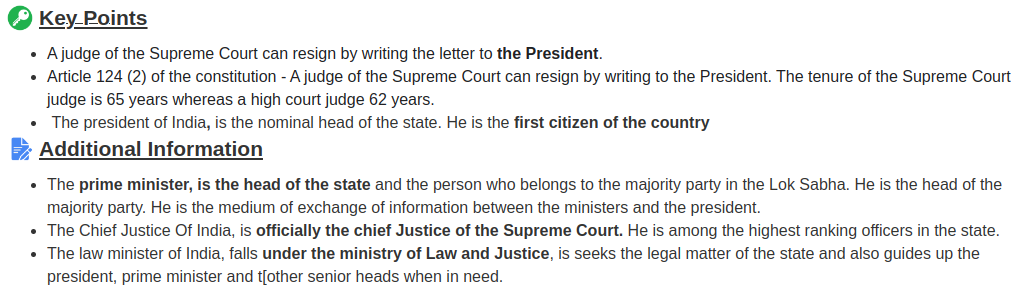 Key Points
• A judge of the Supreme Court can resign by writing the letter to the President.
• Article 124 (2) of the constitution - A judge of the Supreme Court can resign by writing to the President. The tenure of the Supreme Court
judge is 65 years whereas a high court judge 62 years.
• The president of India, is the nominal head of the state. He is the first citizen of the country
Additional Information
• The prime minister, is the head of the state and the person who belongs to the majority party in the Lok Sabha. He is the head of the
majority party. He is the medium of exchange of information between the ministers and the president.
• The Chief Justice Of India, is officially the chief Justice of the Supreme Court. He is among the highest ranking officers in the state.
• The law minister of India, falls under the ministry of Law and Justice, is seeks the legal matter of the state and also guides up the
president, prime minister and t[other senior heads when in need.